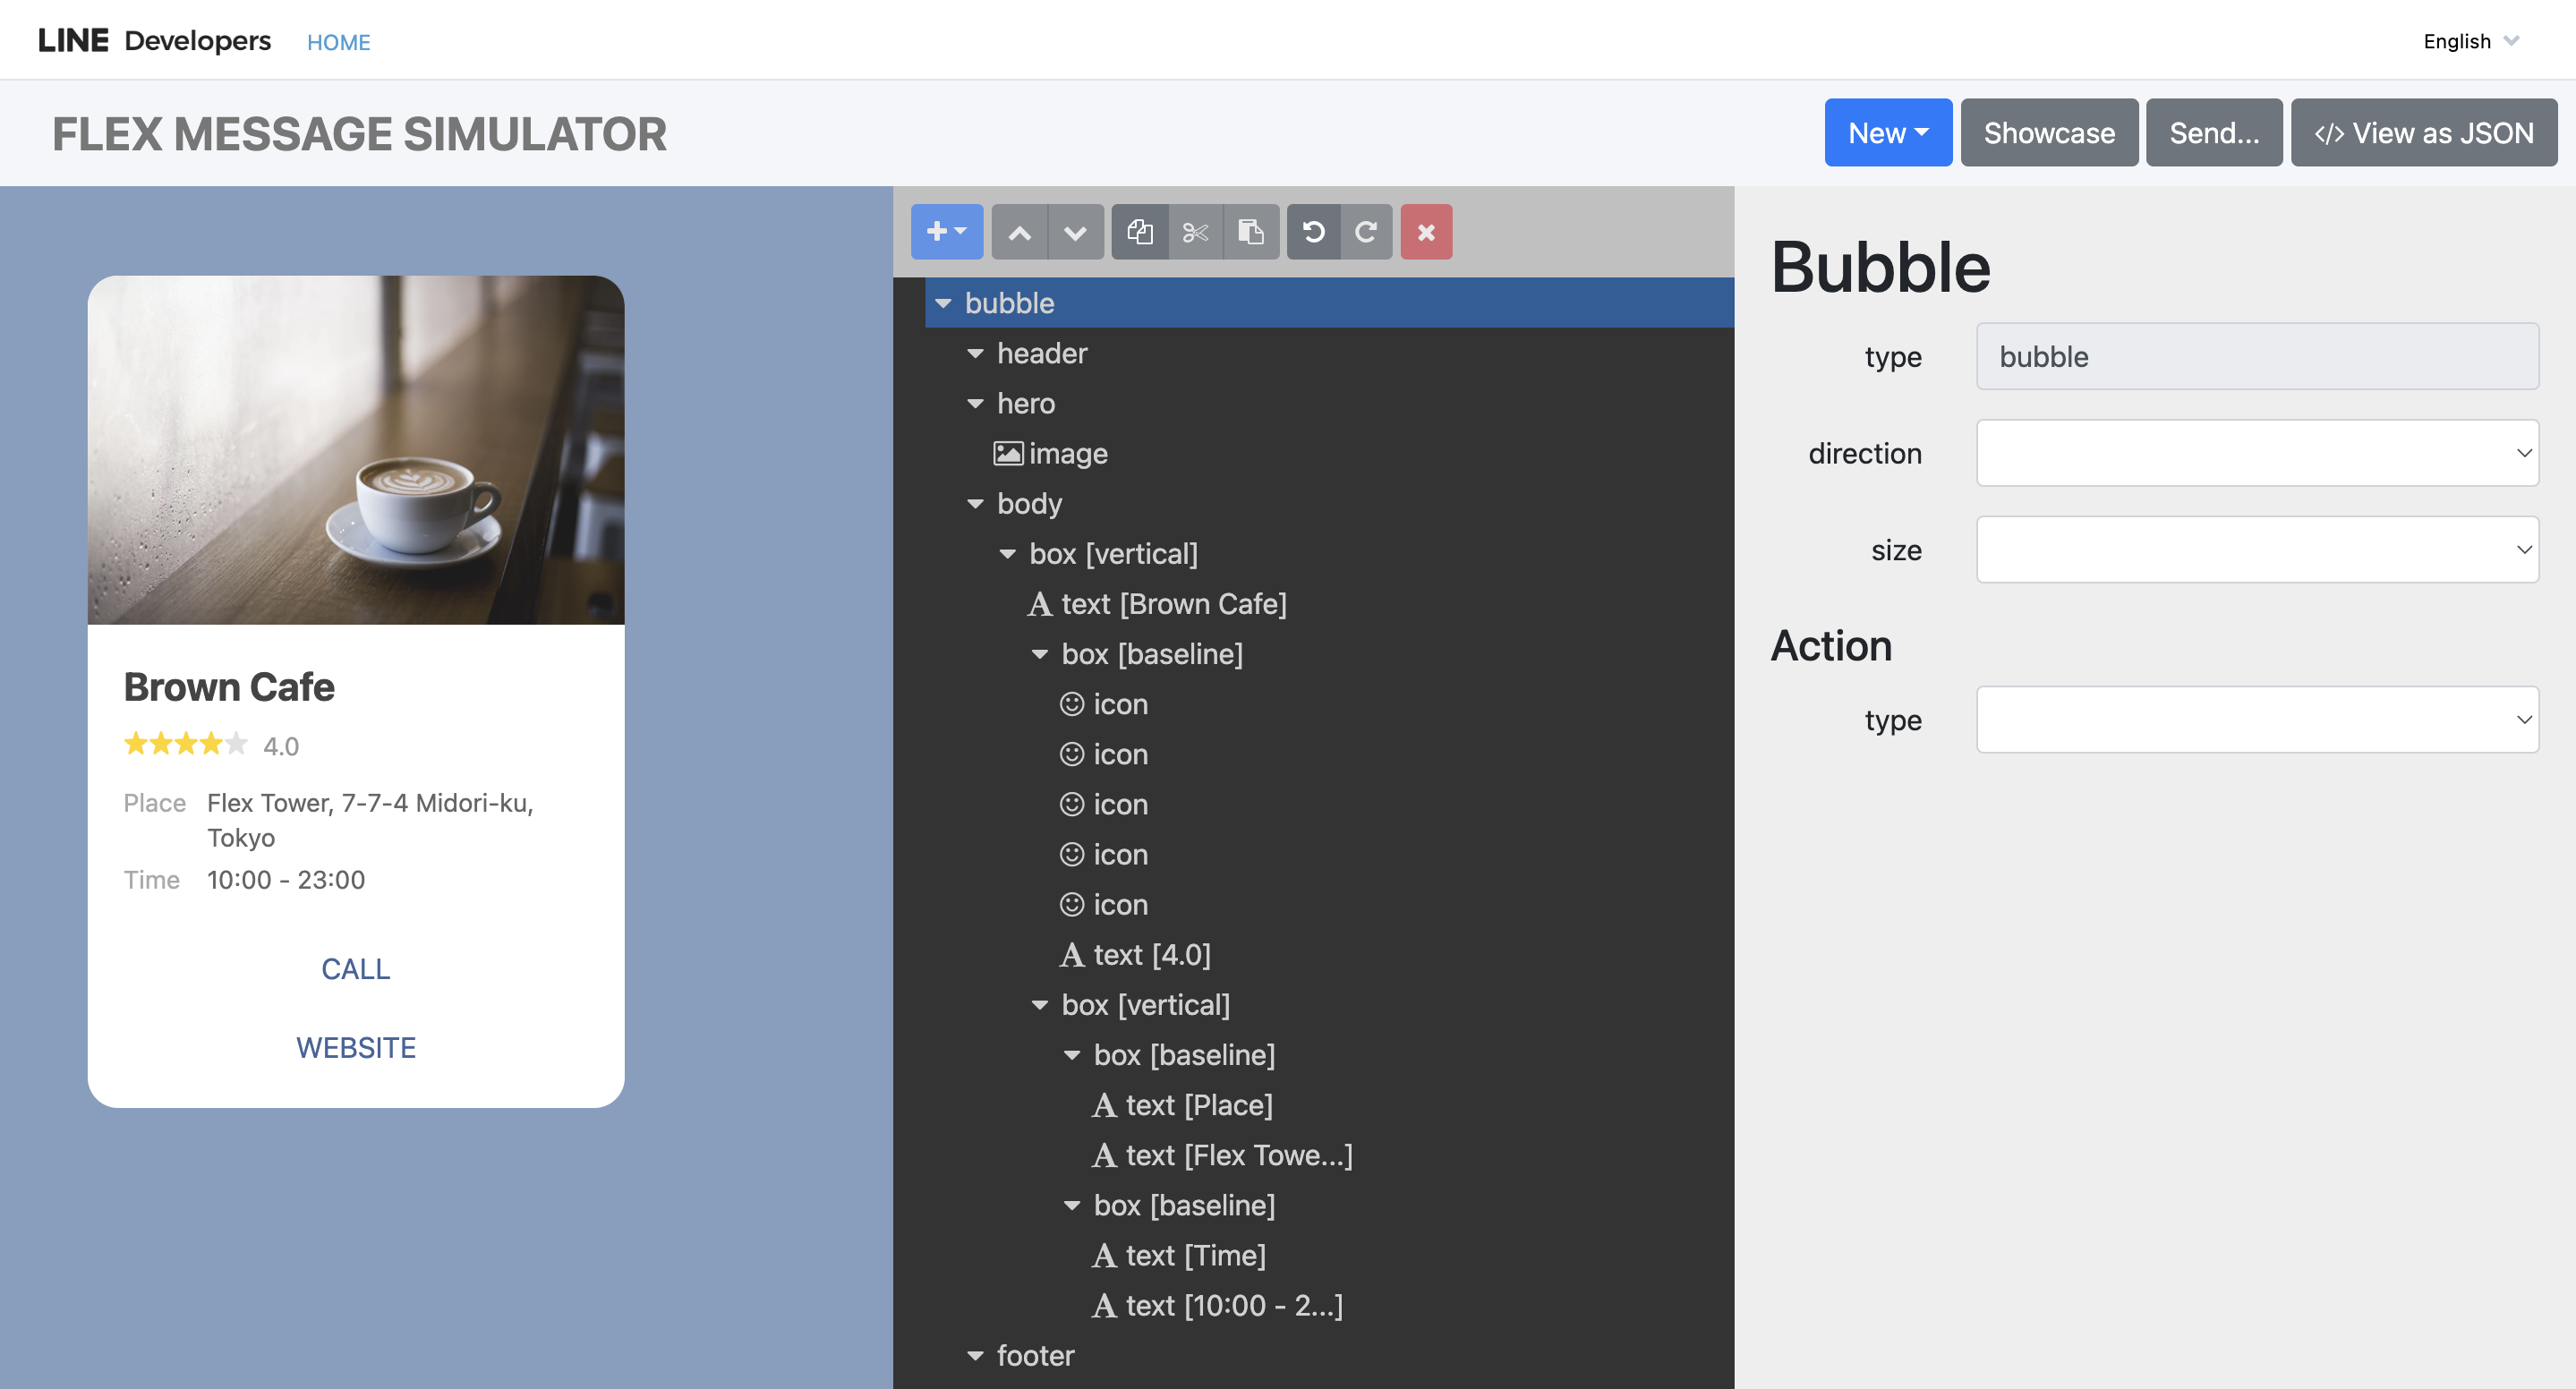 LINE Developers HOME English
FLEX MESSAGE SIMULATOR
New Showcase Send... </> View as JSON
Brown Cafe
4.0
Place Flex Tower, 7-7-4 Midori-ku,
Tokyo
Time 10:00 - 23:00
CALL
WEBSITE
bubble
header
hero
image
body
box [vertical]
text [Brown Cafe]
box [baseline]
icon
icon
icon
icon
icon
text [4.0]
box [vertical]
box [baseline]
text [Place]
text [Flex Towe...]
box [baseline]
text [Time]
text [10:00 - 2...]
footer
Bubble
type bubble
direction
size
Action
type